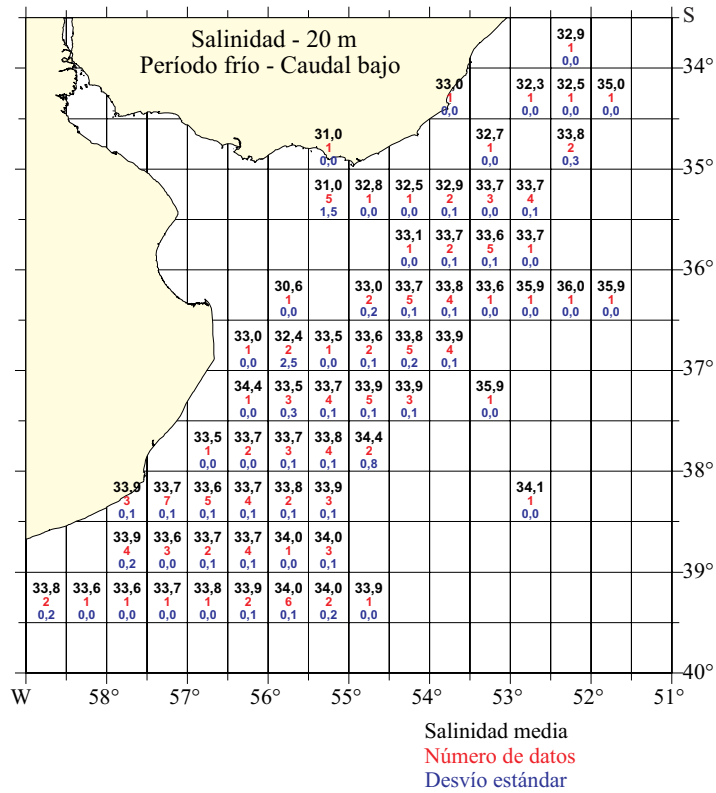 S
Salinidad - 20 m
Período frío - Caudal bajo
32,9
1
0,0
34°
33,0 32,3 32,5 35,0
1 1 1 1
0,0 0,0 0,0 0,0
31,0 32,7 33,8
1 1 2
0,0 0,0 0,3
35°
31,0 32,8 32,5 32,9 33,7 33,7
5 1 1 2 3 4
1,5 0,0 0,0 0,1 0,0 0,1
33,1 33,7 33,6 33,7
1 2 5 1
0,0 0,1 0,1 0,0
36°
30,6 33,0 33,7 33,8 33,6 35,9 36,0 35,9
1 2 5 4 1 1 1 1
0,0 0,2 0,1 0,1 0,0 0,0 0,0 0,0
33,0 32,4 33,5 33,6 33,8 33,9
1 2 1 2 5 4
0,0 2,5 0,0 0,1 0,2 0,1
37°
34,4 33,5 33,7 33,9 33,9 35,9
1 3 4 5 3 1
0,0 0,3 0,1 0,1 0,1 0,0
33,5 33,7 33,7 33,8 34,4
1 2 3 4 2
0,0 0,0 0,1 0,1 0,8
38°
33,9 33,7 33,6 33,7 33,8 33,9 34,1
3 7 5 4 2 3 1
0,1 0,1 0,1 0,1 0,1 0,1 0,0
33,9 33,6 33,7 33,7 34,0 34,0
4 3 2 4 1 3
0,2 0,0 0,1 0,1 0,0 0,1
39°
33,8 33,6 33,6 33,7 33,8 33,9 34,0 34,0 33,9
2 1 1 1 1 2 6 2 1
0,2 0,0 0,0 0,0 0,0 0,1 0,1 0,2 0,0
40°
W 58° 57° 56° 55° 54° 53° 52° 51°
Salinidad media
Número de datos
Desvío estándar